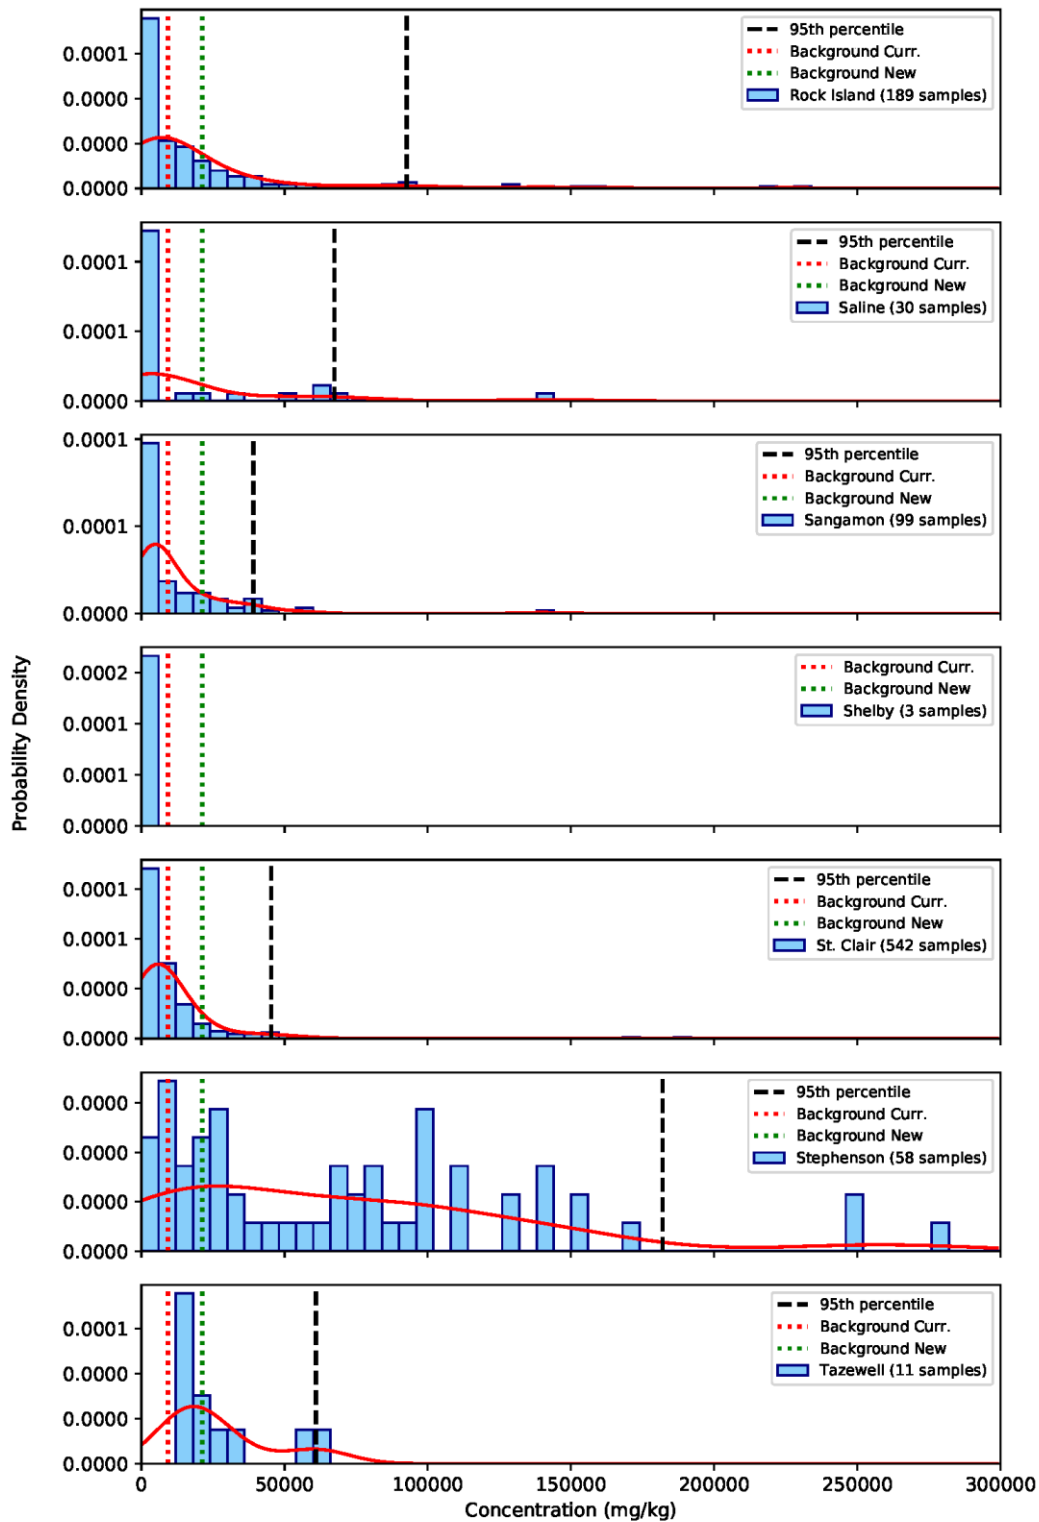 0.0001
0.0000
0.0000
0.0000
95th percentile
Background Curr.
Background New
Rock Island (189 samples)
0.0001
0.0001
0.0000
95th percentile
Background Curr.
Background New
Saline (30 samples)
0.0001
0.0001
0.0000
95th percentile
Background Curr.
Background New
Sangamon (99 samples)
Probability Density
0.0002
0.0001
0.0001
0.0000
Background Curr.
Background New
Shelby (3 samples)
0.0001
0.0001
0.0000
0.0000
95th percentile
Background Curr.
Background New
St. Clair (542 samples)
0.0000
0.0000
0.0000
0.0000
95th percentile
Background Curr.
Background New
Stephenson (58 samples)
0.0001
0.0000
0.0000
0.0000
95th percentile
Background Curr.
Background New
Tazewell (11 samples)
0 50000 100000 150000 200000 250000 300000
Concentration (mg/kg)